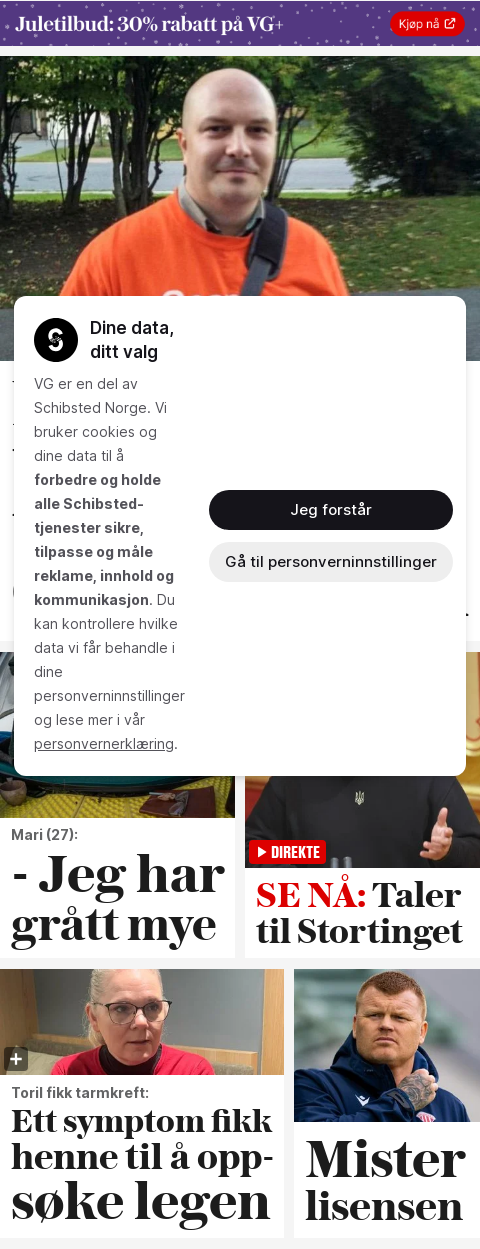 Juletilbud: 30% rabatt på VG+
Kjøp nå
Dine data,
ditt valg
VG er en del av
Schibsted Norge. Vi
bruker cookies og
dine data til å
forbedre og holde
alle Schibsted-
tjenester sikre,
tilpasse og måle
reklame, innhold og
kommunikasjon. Du
kan kontrollere hvilke
data vi får behandle i
dine
personverninnstillinger
og lese mer i vår
personvernerklæring.
Jeg forstår
Gå til personverninnstillinger
Mari (27):
- Jeg har
grått mye
DIREKTE
SE NÅ: Taler
til Stortinget
Toril fikk tarmkreft:
Ett symptom fikk
henne til å opp-
søke legen
Mister
lisensen